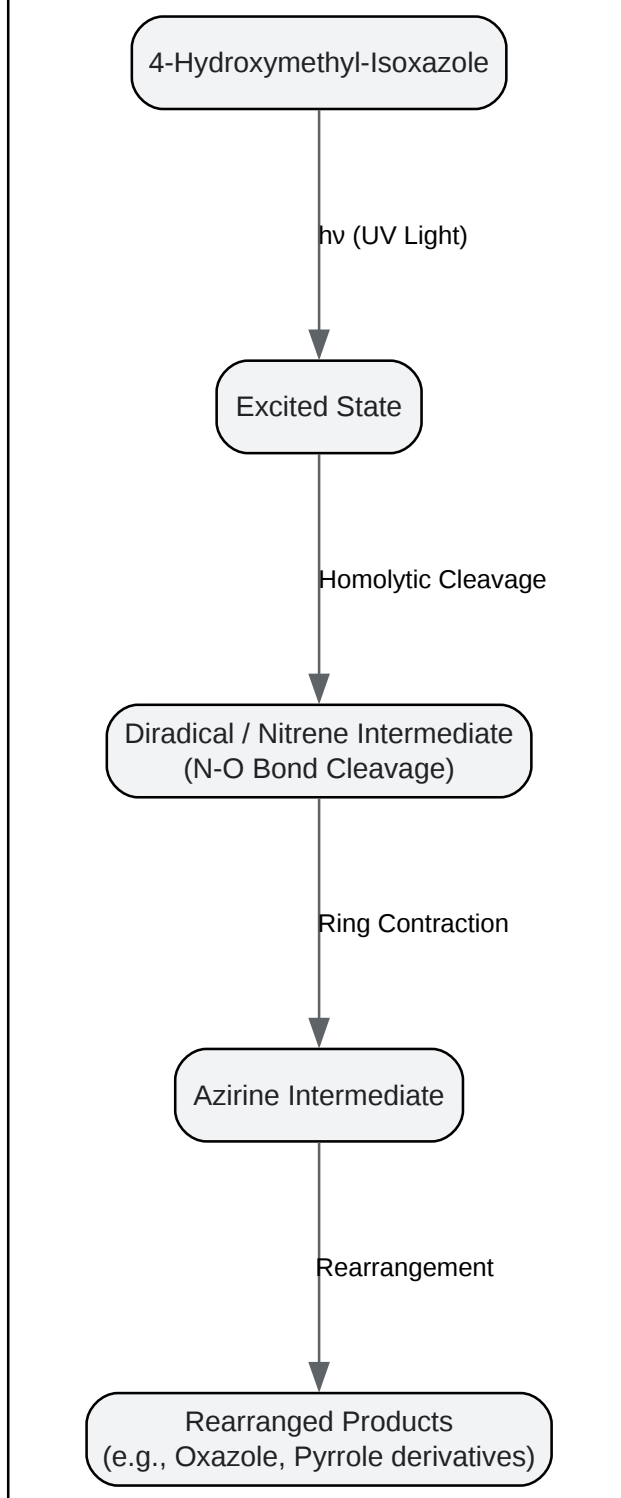 4-Hydroxymethyl-Isoxazole
hν (UV Light)
Excited State
Homolytic Cleavage
Diradical / Nitrene Intermediate
(N-O Bond Cleavage)
Ring Contraction
Azirine Intermediate
Rearrangement
Rearranged Products
(e.g., Oxazole, Pyrrole derivatives)